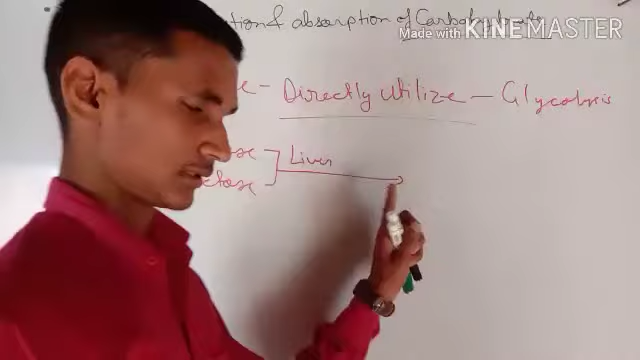 & absorption of Carbohydrate
Made with KINEMASTER
- Directly Utilize - Glycolysis
Liver